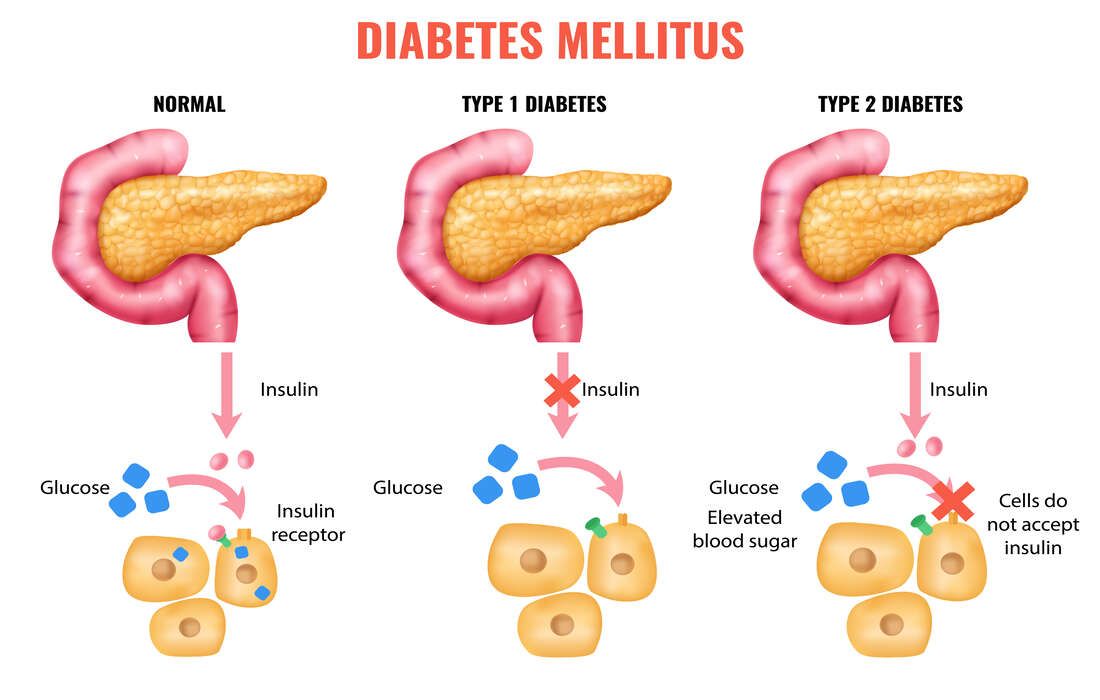 DIABETES MELLITUS
NORMAL
TYPE 1 DIABETES
TYPE 2 DIABETES
Insulin
Insulin
Insulin
Glucose
Insulin
receptor
Glucose
Glucose
Elevated
blood sugar
Cells do
not accept
insulin